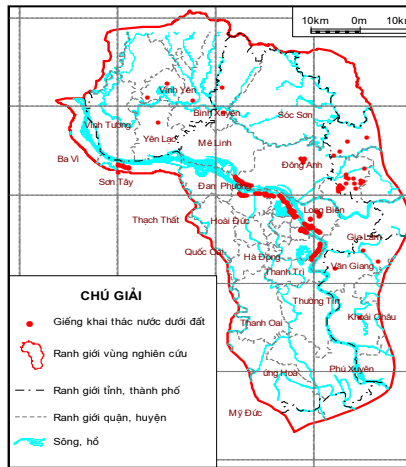 10km 0m 10km
Vĩnh Yên
Bình Xuyên
Sóc Sơn
Vĩnh Tường
Yên Lạc
Mê Linh
Ba Vì
Đông Anh
Sơn Tây
Đan Phượng
Thạch Thất
Hoài Đức
Long Biên
Gia Lâm
Quốc Oai
Hà Đông
Thanh Trì
Văn Giang
Thường Tín
Thanh Oai
Khoái Châu
Phú Xuyên
ứng Hoà
Mỹ Đức
CHÚ GIẢI
Giếng khai thác nước dưới đất
Ranh giới vùng nghiên cứu
Ranh giới tỉnh, thành phố
Ranh giới quận, huyện
Sông, hồ